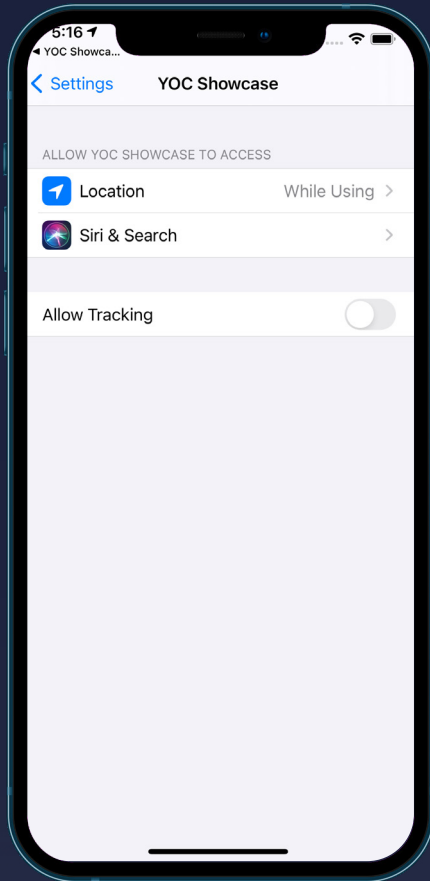 5:16
◀ YOC Showca...
Settings
YOC Showcase
ALLOW YOC SHOWCASE TO ACCESS
Location
While Using
Siri & Search
Allow Tracking